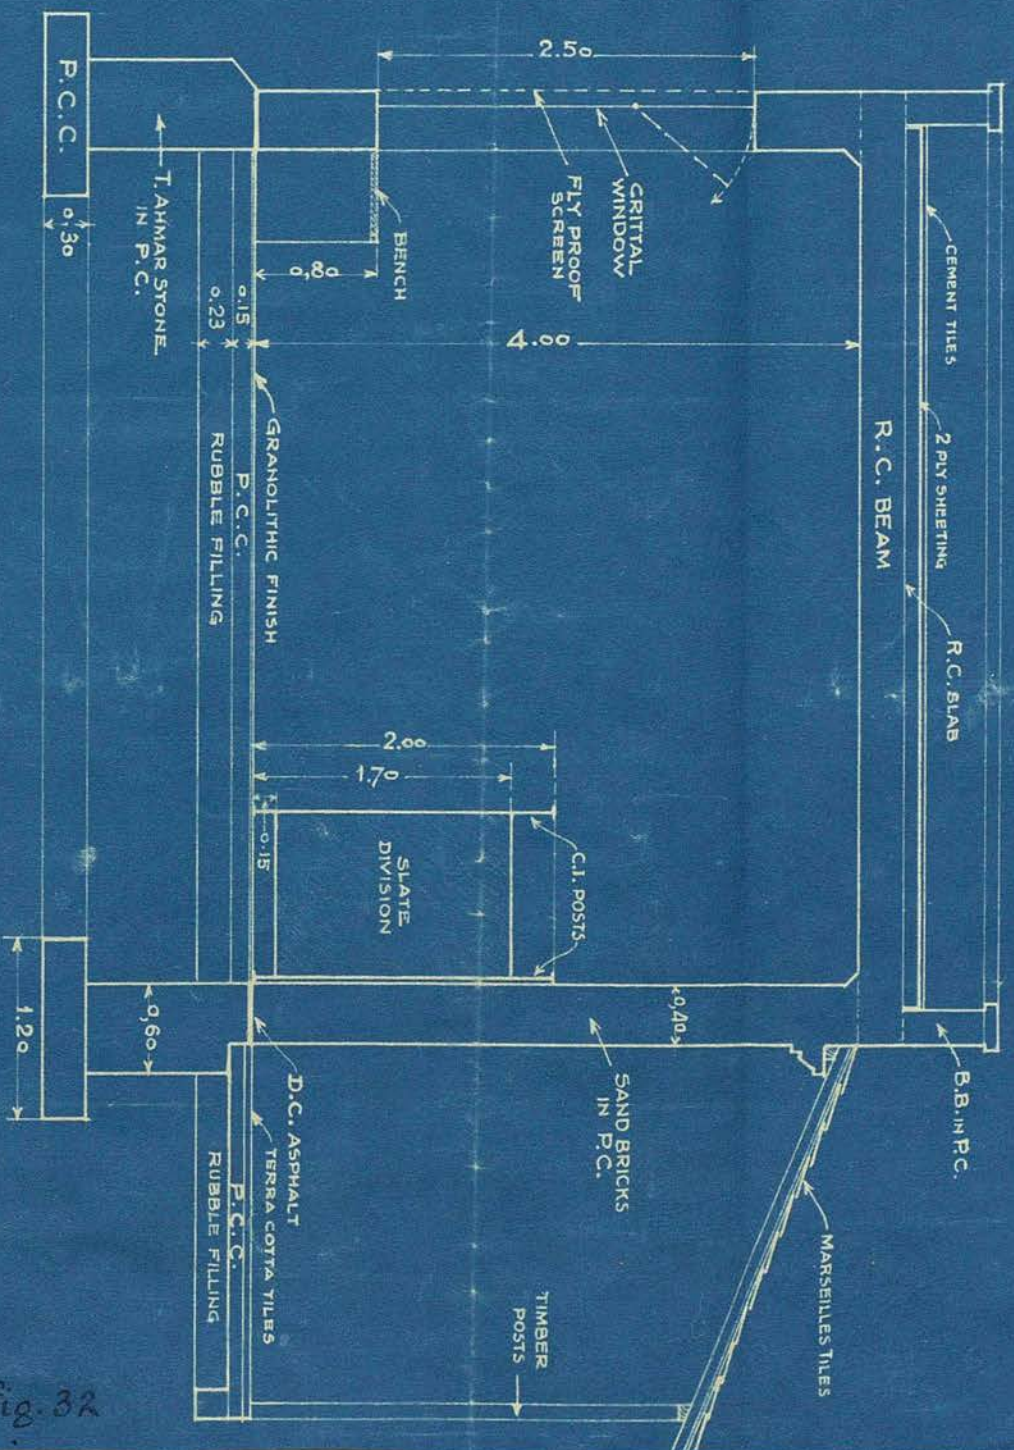 P.C.C.
0,30
T. AHMAR STONE
IN P.C.
0.15
0.23
P.C.C.
RUBBLE FILLING
GRANOLITHIC FINISH
BENCH
0,80
2.50
FLY PROOF
SCREEN
CRITTAL
WINDOW
4.00
CEMENT TILES
2 PLY SHEETING
R.C. SLAB
R.C. BEAM
2.00
1.70
0.15
SLATE
DIVISION
C.I. POSTS
0,40
0,60
1.20
B.B. IN P.C.
SAND BRICKS
IN P.C.
D.C. ASPHALT
TERRA COTTA TILES
P.C.C.
RUBBLE FILLING
MARSEILLES TILES
TIMBER
POSTS
Fig. 32